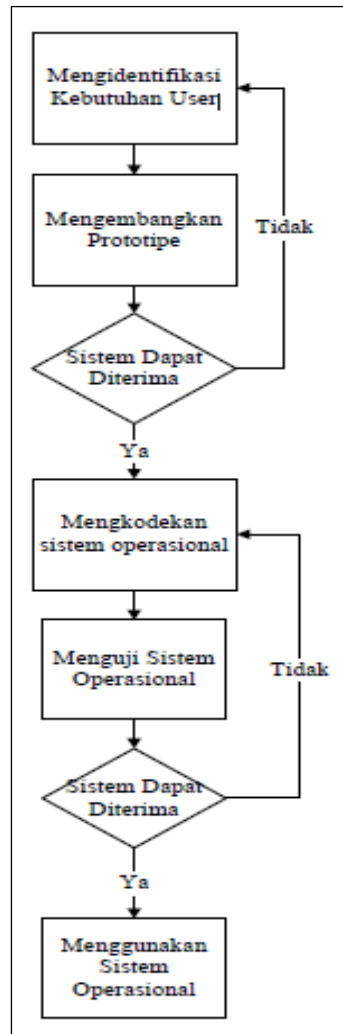 Mengidentifikasi
Kebutuhan User
Mengembangkan
Prototipe
Tidak
Sistem Dapat
Diterima
Ya
Mengkodekan
sistem operasional
Menguji Sistem
Operasional
Tidak
Sistem Dapat
Diterima
Ya
Menggunakan
Sistem
Operasional